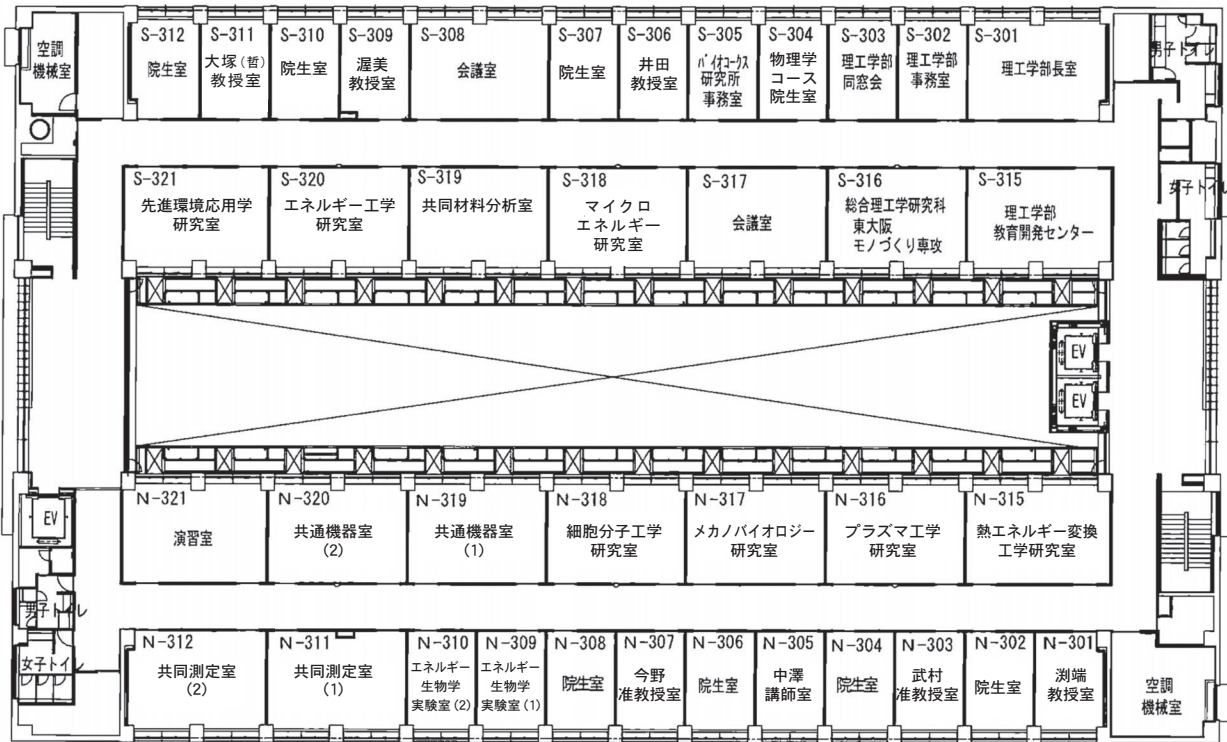 空調
機械室
S-312
院生室
S-311
大塚(哲)
教授室
S-310
院生室
S-309
渥美
教授室
S-308
会議室
S-307
院生室
S-306
井田
教授室
S-305
バイオコークス
研究所
事務室
S-304
物理学
コース
院生室
S-303
理工学部
同窓会
S-302
理工学部
事務室
S-301
理工学部長室
男子トイレ
S-321
先進環境応用学
研究室
S-320
エネルギー工学
研究室
S-319
共同材料分析室
S-318
マイクロ
エネルギー
研究室
S-317
会議室
S-316
総合理工学研究科
東大阪
モノづくり専攻
S-315
理工学部
教育開発センター
女子トイレ
EV
EV
EV
N-321
演習室
N-320
共通機器室
(2)
N-319
共通機器室
(1)
N-318
細胞分子工学
研究室
N-317
メカノバイオロジー
研究室
N-316
プラズマ工学
研究室
N-315
熱エネルギー変換
工学研究室
男子トイレ
女子トイレ
N-312
共同測定室
(2)
N-311
共同測定室
(1)
N-310
エネルギー
生物学
実験室(2)
N-309
エネルギー
生物学
実験室(1)
N-308
院生室
N-307
今野
准教授室
N-306
院生室
N-305
中澤
講師室
N-304
院生室
N-303
武村
准教授室
N-302
院生室
N-301
渕端
教授室
空調
機械室